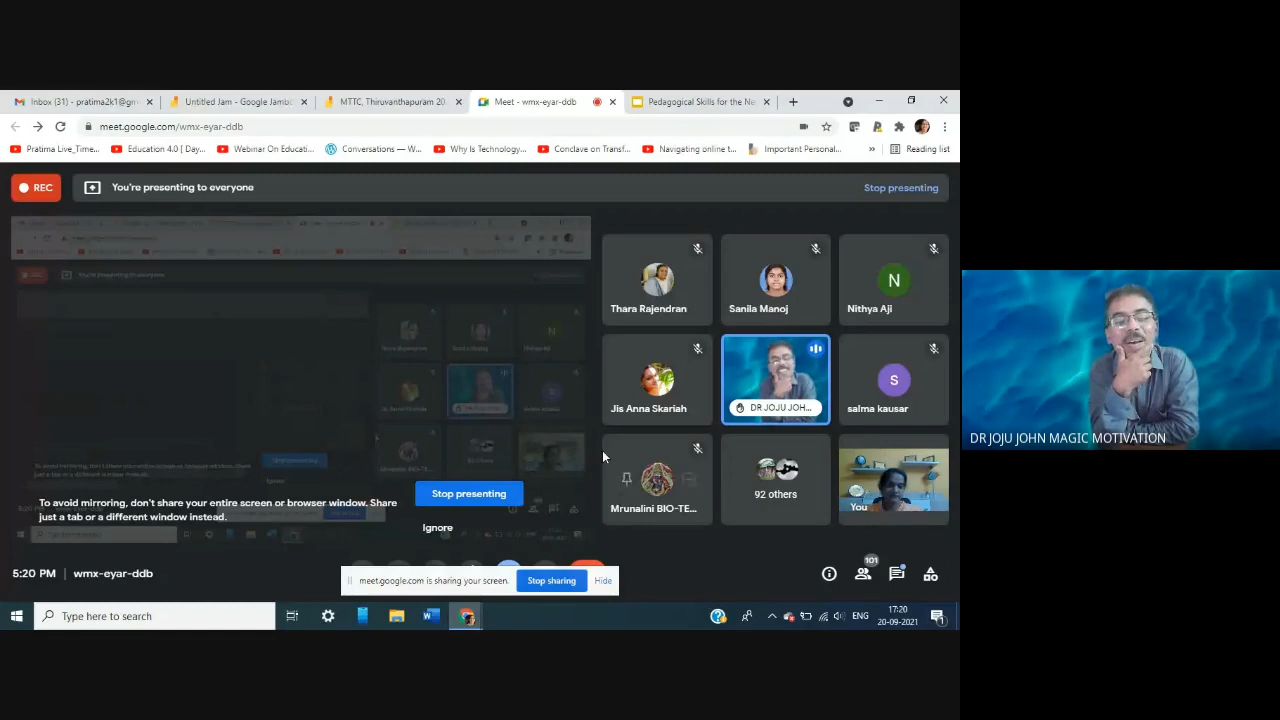 Inbox (31) - pratima2k1@gm
Untitled Jam - Google Jambo
MTTC, Thiruvanthapuram 20
Meet - wmx-eyar-ddb
Pedagogical Skills for the Ne
meet.google.com/wmx-eyar-ddb
Pratima Live_Time...
Education 4.0 [ Day...
Webinar On Educati...
Conversations — W...
Why Is Technology...
Conclave on Transf...
Navigating online t...
Important Personal...
»
Reading list
REC
You're presenting to everyone
Stop presenting
Thara Rajendran
Sanila Manoj
N
Nithya Aji
Jis Anna Skariah
DR JOJU JOH...
s
salma kausar
Mrunalini BIO-TE...
92 others
You
To avoid mirroring, don't share your entire screen or browser window. Share
just a tab or a different window instead.
Stop presenting
Ignore
5:20 PM | wmx-eyar-ddb
meet.google.com is sharing your screen.
Stop sharing
Hide
101
Type here to search
ENG
17:20
20-09-2021
1
DR JOJU JOHN MAGIC MOTIVATION